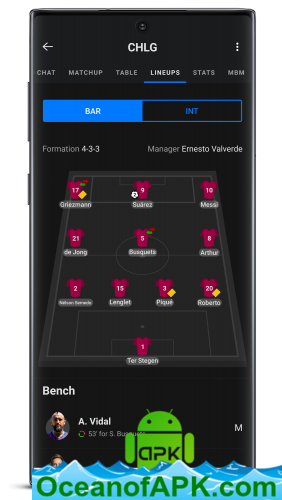 CHLG
CHAT MATCHUP TABLE LINEUPS STATS MBM
BAR INT
Formation 4-3-3 Manager Ernesto Valverde
17 9 10
Griezmann Suárez Messi
21 5 8
de Jong Busquets Arthur
2 15 3 20
Nélson Semedo Lenglet Piqué Roberto
1
Ter Stegen
Bench
A. Vidal
53' for S. Busquets
M
APK
OceanofAPK.com